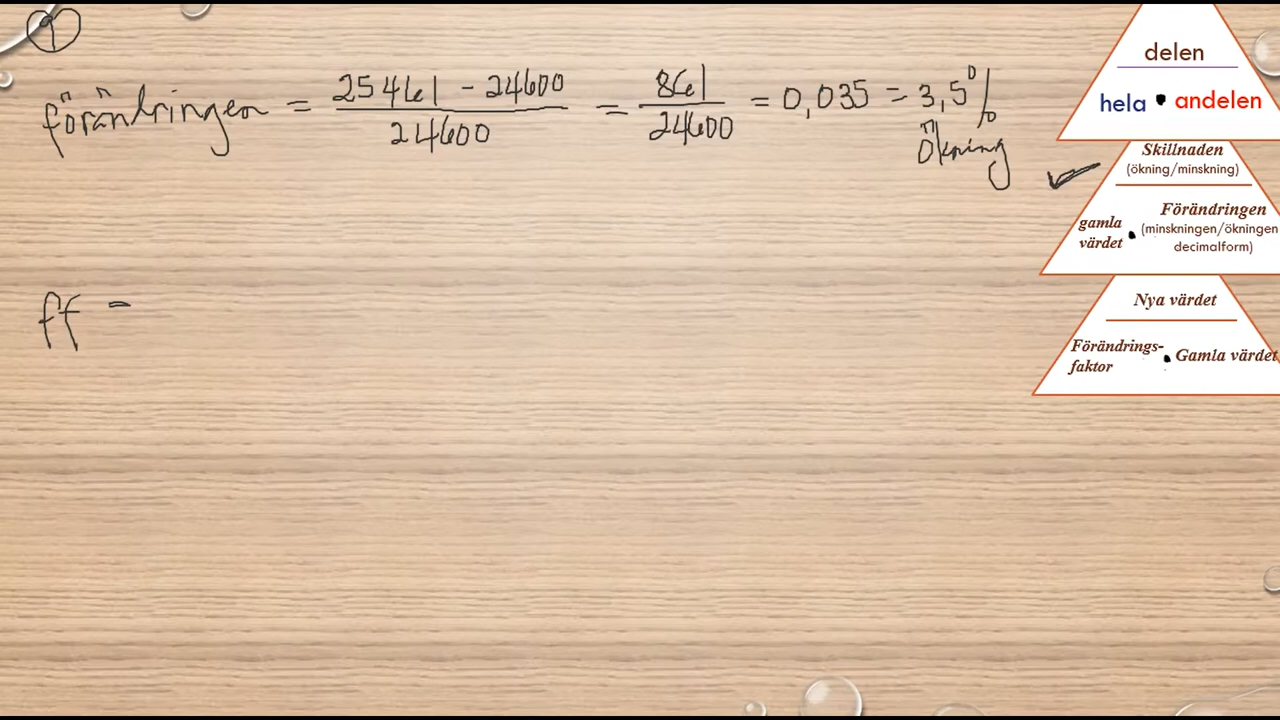 1
förändringen = 25461 - 24600 / 24600 = 861 / 24600 = 0,035 = 3,5%
ökning
ff =
delen
hela • andelen
Skillnaden
(ökning/minskning)
gamla värdet • Förändringen
(minskningen/ökningen
decimalform)
Nya värdet
Förändrings-
faktor • Gamla värdet